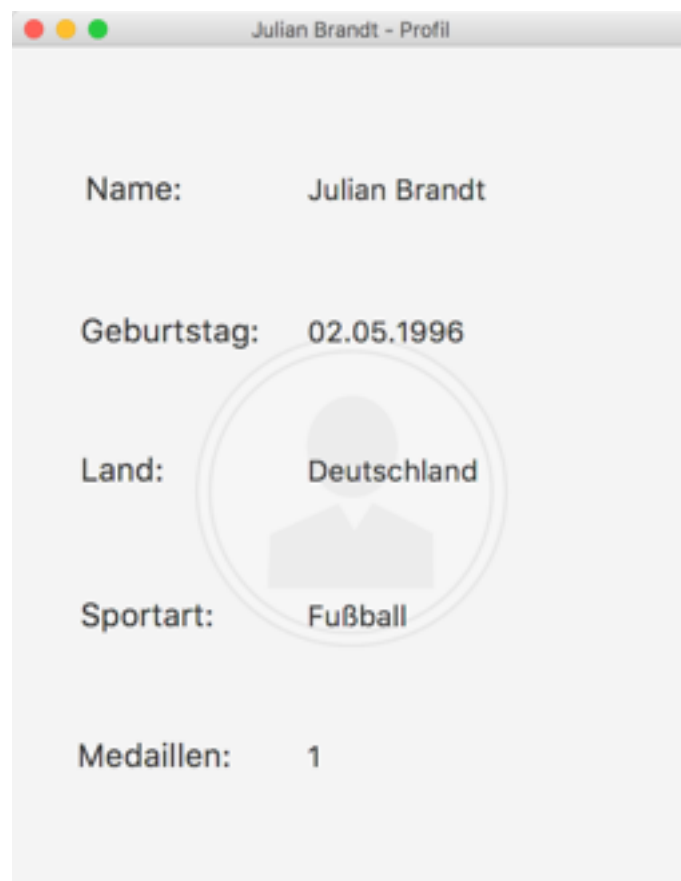 Julian Brandt - Profil
Name: Julian Brandt
Geburtstag: 02.05.1996
Land: Deutschland
Sportart: Fußball
Medaillen: 1